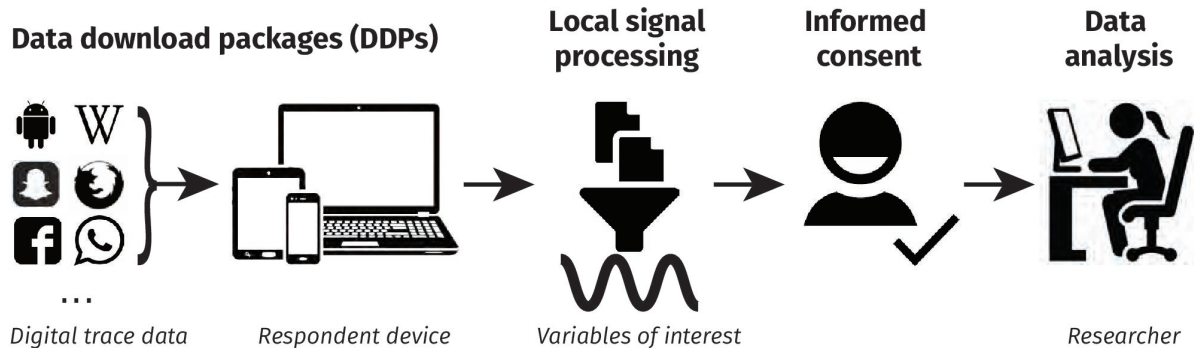 Data download packages (DDPs)
Local signal
processing
Informed
consent
Data
analysis
W
f
...
Digital trace data
Respondent device
Variables of interest
Researcher